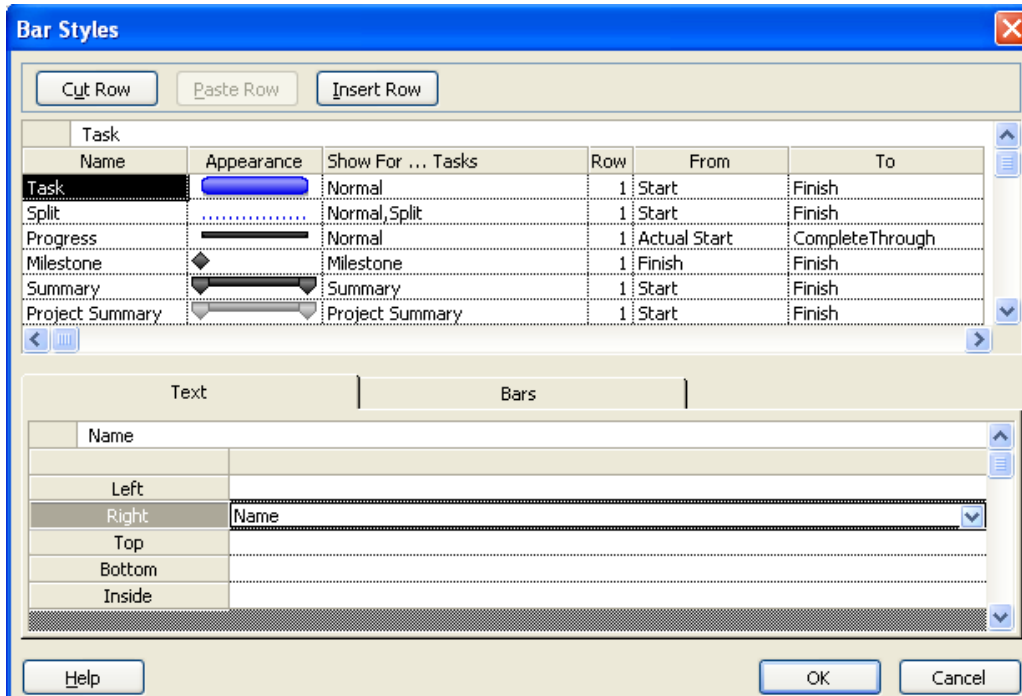 Bar Styles
Cut Row Paste Row Insert Row
Task
Name Appearance Show For ... Tasks Row From To
Task Normal 1 Start Finish
Split Normal,Split 1 Start Finish
Progress Normal 1 Actual Start CompleteThrough
Milestone Milestone 1 Finish Finish
Summary Summary 1 Start Finish
Project Summary Project Summary 1 Start Finish
Text Bars
Name
Left
Right Name
Top
Bottom
Inside
Help OK Cancel